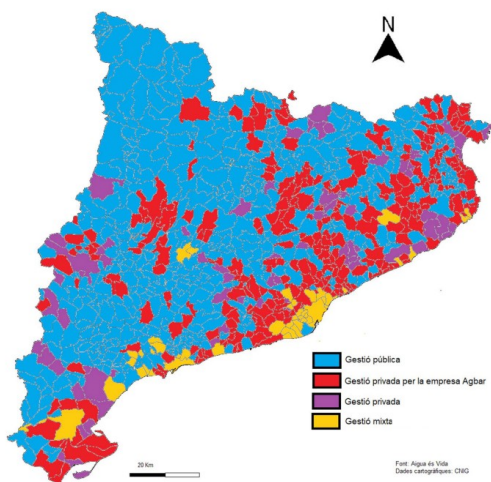 N
Gestió pública
Gestió privada per la empresa Agbar
Gestió privada
Gestió mixta
20 Km
Font: Aigua és Vida
Dades cartogràfiques: CNIG